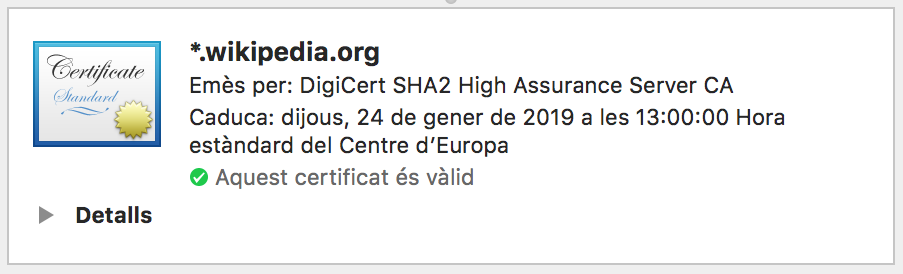 Certificate
Standard
*.wikipedia.org
Emès per: DigiCert SHA2 High Assurance Server CA
Caduca: dijous, 24 de gener de 2019 a les 13:00:00 Hora
estàndard del Centre d’Europa
Aquest certificat és vàlid
Detalls